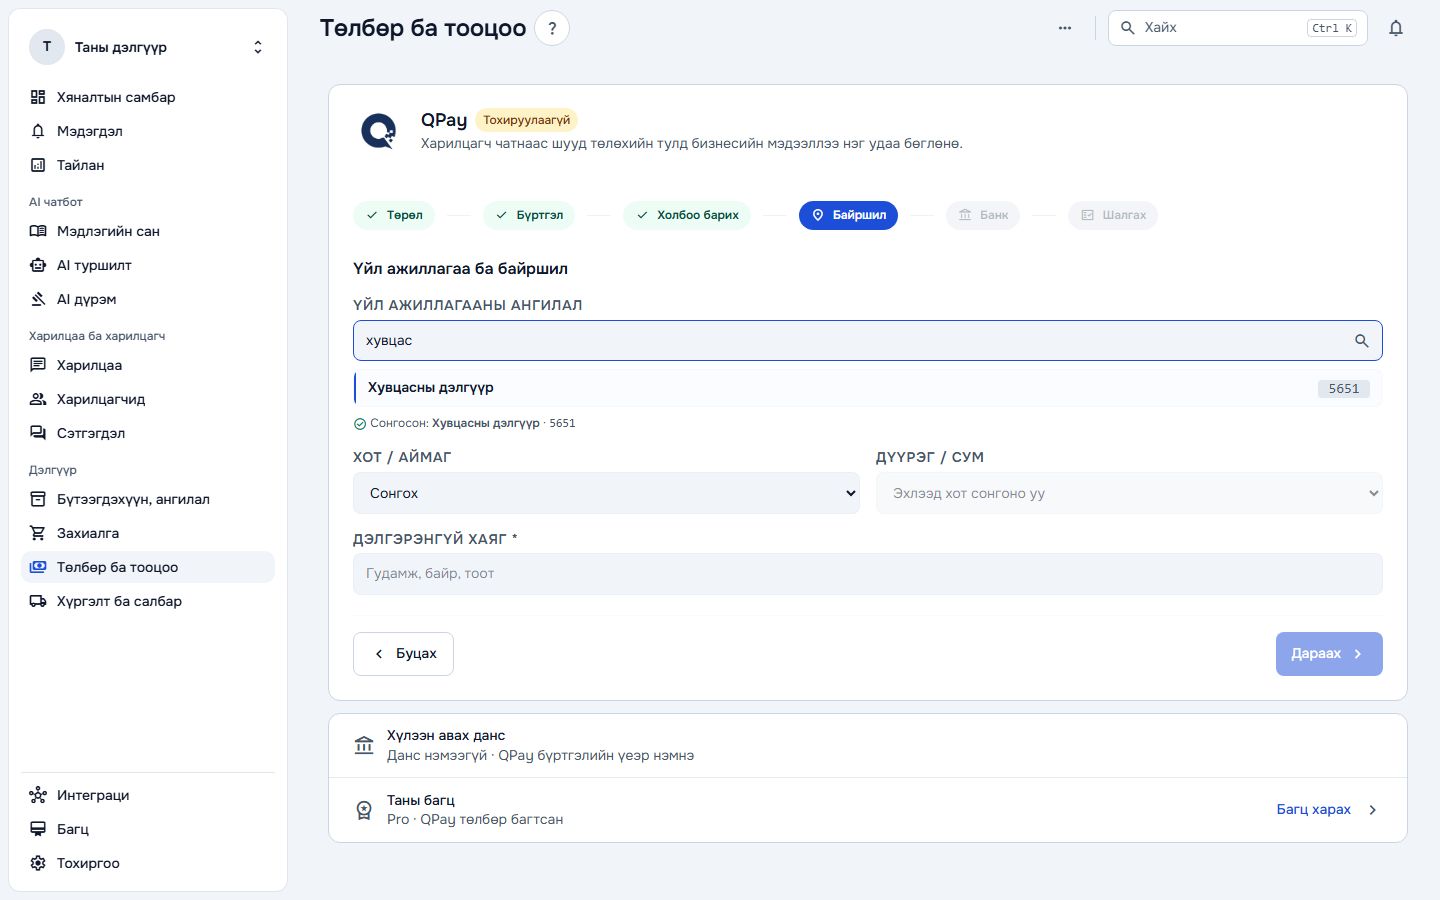 T Таны дэлгүүр
Хяналтын самбар
Мэдэгдэл
Тайлан
AI чатбот
Мэдлэгийн сан
AI туршилт
AI дүрэм
Харилцаа ба харилцагч
Харилцаа
Харилцагчид
Сэтгэгдэл
Дэлгүүр
Бүтээгдэхүүн, ангилал
Захиалга
Төлбөр ба тооцоо
Хүргэлт ба салбар
Интеграци
Багц
Тохиргоо
Төлбөр ба тооцоо ?
Хайх Ctrl K
QPay Тохируулаагүй
Харилцагч чатнаас шууд төлөхийн тулд бизнесийн мэдээллээ нэг удаа бөглөнө.
Төрөл Бүртгэл Холбоо барих Байршил Банк Шалгах
Үйл ажиллагаа ба байршил
ҮЙЛ АЖИЛЛАГААНЫ АНГИЛАЛ
хувцас
Хувцасны дэлгүүр 5651
Сонгосон: Хувцасны дэлгүүр · 5651
ХОТ / АЙМАГ ДҮҮРЭГ / СУМ
Сонгох Эхлээд хот сонгоно уу
ДЭЛГЭРЭНГҮЙ ХАЯГ *
Гудамж, байр, тоот
Буцах Дараах
Хүлээн авах данс
Данс нэмээгүй · QPay бүртгэлийн үеэр нэмнэ
Таны багц
Pro · QPay төлбөр багтсан
Багц харах